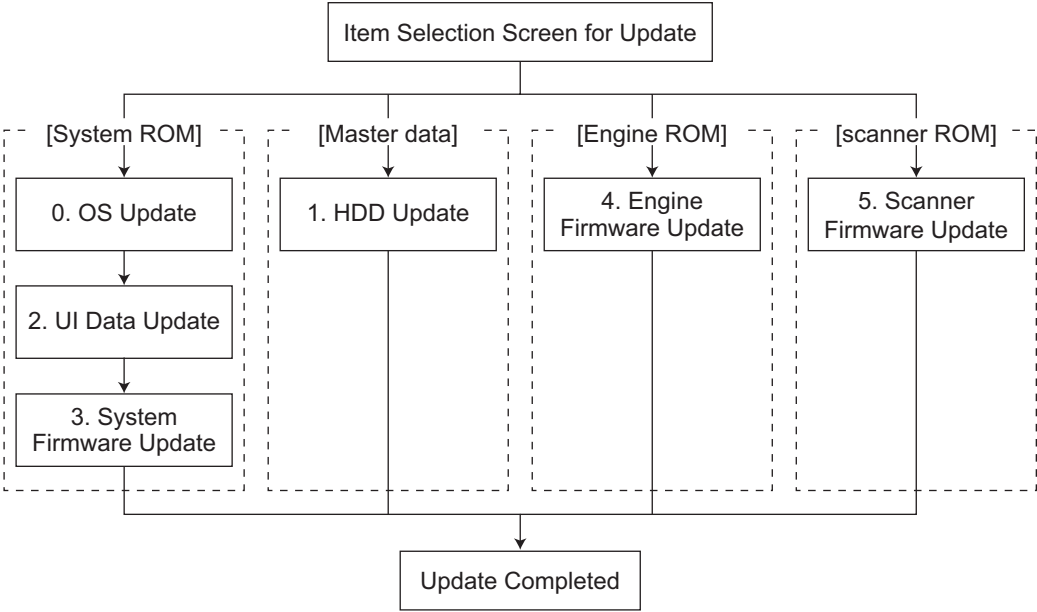 Item Selection Screen for Update
[System ROM]
[Master data]
[Engine ROM]
[scanner ROM]
0. OS Update
1. HDD Update
4. Engine
Firmware Update
5. Scanner
Firmware Update
2. UI Data Update
3. System
Firmware Update
Update Completed